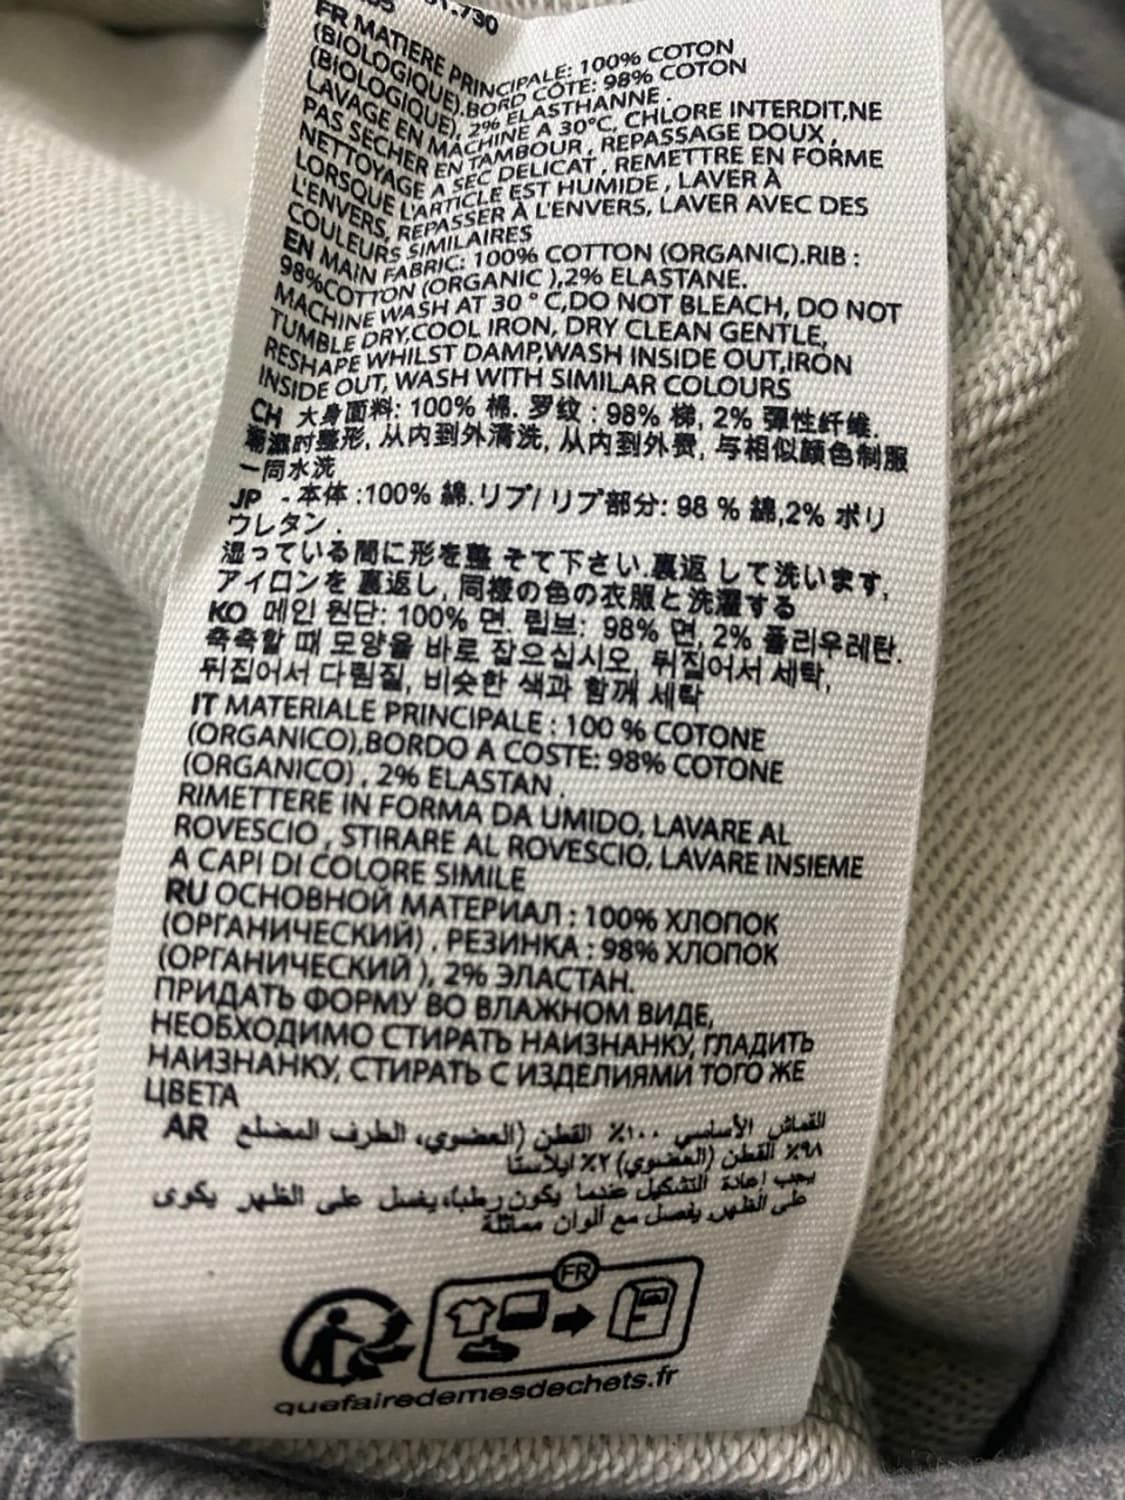 31.730
FR MATIERE PRINCIPALE: 100% COTON
(BIOLOGIQUE).BORD CÔTE: 98% COTON
(BIOLOGIQUE), 2% ELASTHANNE .
LAVAGE EN MACHINE A 30°C, CHLORE INTERDIT,NE
PAS SECHER EN TAMBOUR , REPASSAGE DOUX ,
NETTOYAGE A SEC DELICAT , REMETTRE EN FORME
LORSQUE L'ARTICLE EST HUMIDE , LAVER À
L'ENVERS, REPASSER À L'ENVERS, LAVER AVEC DES
COULEURS SIMILAIRES
EN MAIN FABRIC: 100% COTTON (ORGANIC).RIB :
98%COTTON (ORGANIC ),2% ELASTANE.
MACHINE WASH AT 30 ° C,DO NOT BLEACH, DO NOT
TUMBLE DRY,COOL IRON, DRY CLEAN GENTLE,
RESHAPE WHILST DAMP,WASH INSIDE OUT,IRON
INSIDE OUT, WASH WITH SIMILAR COLOURS
CH 大身面料: 100% 棉. 罗纹 : 98% 梯, 2% 彈性纤维.
潮濕时整形, 从内到外清洗, 从内到外费, 与相似颜色制服
一同水洗
JP - 本体 :100% 綿.リブ/ リブ部分: 98 % 綿,2% ポリ
ウレタン .
湿っている間に形を整 そて下さい.裏返 して洗います,
アイロンを 裏返し, 同様の色の衣服と洗濯する
KO 메인 원단: 100% 면, 립브: 98% 면, 2% 폴리우레탄.
축축할 때 모양을 바로 잡으십시오, 뒤집어서 세탁,
뒤집어서 다림질, 비슷한 색과 함께 세탁
IT MATERIALE PRINCIPALE : 100 % COTONE
(ORGANICO).BORDO A COSTE: 98% COTONE
(ORGANICO) , 2% ELASTAN .
RIMETTERE IN FORMA DA UMIDO, LAVARE AL
ROVESCIO , STIRARE AL ROVESCIO, LAVARE INSIEME
A CAPI DI COLORE SIMILE
RU ОСНОВНОЙ МАТЕРИАЛ : 100% ХЛОПОК
(ОРГАНИЧЕСКИЙ) . РЕЗИНКА : 98% ХЛОПОК
(ОРГАНИЧЕСКИЙ ), 2% ЭЛАСТАН.
ПРИДАТЬ ФОРМУ ВО ВЛАЖНОМ ВИДЕ,
НЕОБХОДИМО СТИРАТЬ НАИЗНАНКУ, ГЛАДИТЬ
НАИЗНАНКУ, СТИРАТЬ С ИЗДЕЛИЯМИ ТОГО ЖЕ
ЦВЕТА
AR القماش الأساسي ١٠٠٪ القطن (العضوي، الطرف المضلع
٩٨٪ القطن (العضوي) ٢٪ ايلاستا
يجب إعادة التشكيل عندما يكون رطبا،يغسل على الظهر يكوى
على الظهر يغسل مع ألوان مماثلة
FR
quefairedemesdechets.fr